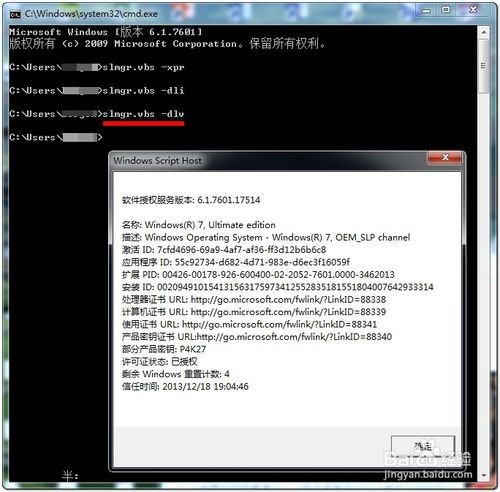 C:\Windows\system32\cmd.exe
Microsoft Windows [版本 6.1.7601]
版权所有 (c) 2009 Microsoft Corporation。保留所有权利。
C:\Users\ >slmgr.vbs -xpr
C:\Users\ >slmgr.vbs -dli
C:\Users\ >slmgr.vbs -dlv
C:\Users\ >
Windows Script Host
软件授权服务版本: 6.1.7601.17514
名称: Windows(R) 7, Ultimate edition
描述: Windows Operating System - Windows(R) 7, OEM_SLP channel
激活 ID: 7cfd4696-69a9-4af7-af36-ff3d12b6b6c8
应用程序 ID: 55c92734-d682-4d71-983e-d6ec3f16059f
扩展 PID: 00426-00178-926-600400-02-2052-7601.0000-3462013
安装 ID: 002094910154131563175973412552835181551804007642933314
处理器证书 URL: http://go.microsoft.com/fwlink/?LinkID=88338
计算机证书 URL: http://go.microsoft.com/fwlink/?LinkID=88339
使用证书 URL: http://go.microsoft.com/fwlink/?LinkID=88341
产品密钥证书 URL:http://go.microsoft.com/fwlink/?LinkID=88340
部分产品密钥: P4K27
许可证状态: 已授权
剩余 Windows 重置计数: 4
信任时间: 2013/12/18 19:04:46
确定
半:
Baidu经验
jingyan.baidu.com